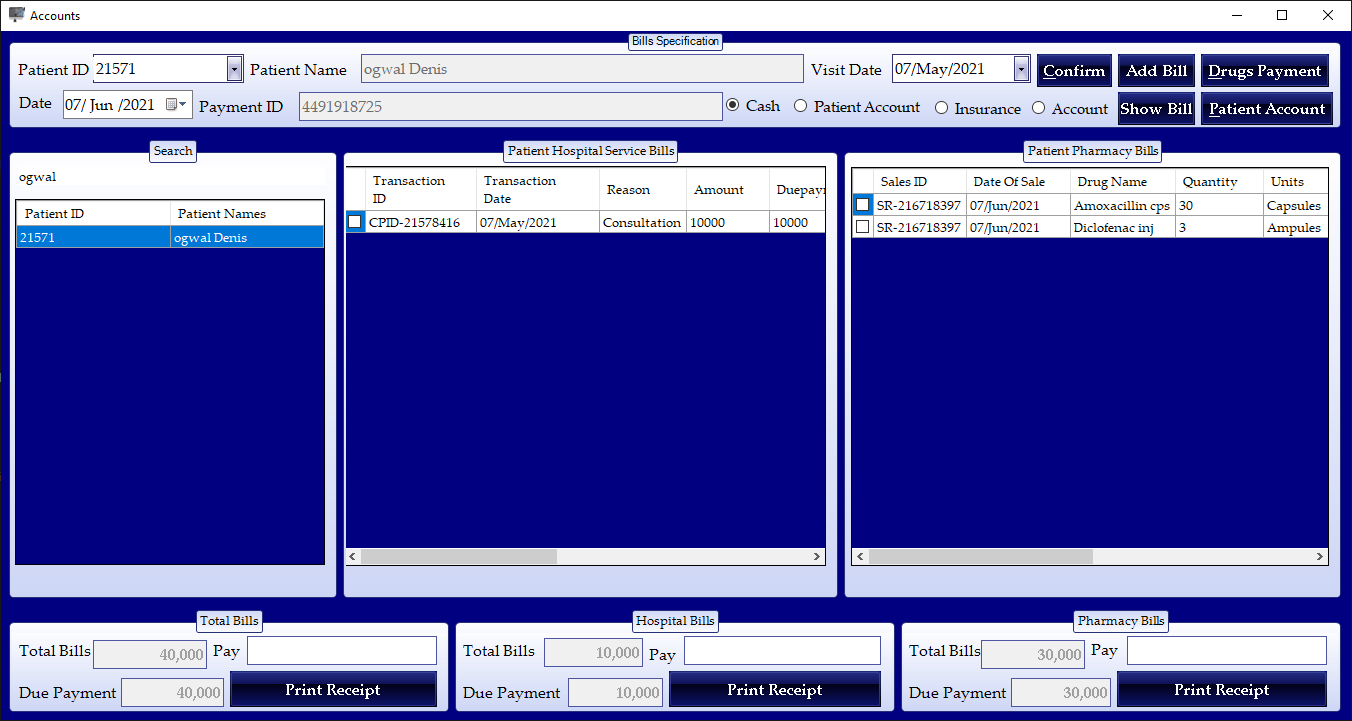 Accounts
Bills Specification
Patient ID 21571 Patient Name ogwal Denis Visit Date 07/May/2021 Confirm Add Bill Drugs Payment
Date 07/ Jun /2021 Payment ID 4491918725 Cash Patient Account Insurance Account Show Bill Patient Account
Search
ogwal
Patient ID Patient Names
21571 ogwal Denis
Patient Hospital Service Bills
Transaction ID Transaction Date Reason Amount Duepayr
CPID-21578416 07/May/2021 Consultation 10000 10000
Patient Pharmacy Bills
Sales ID Date Of Sale Drug Name Quantity Units
SR-216718397 07/Jun/2021 Amoxacillin cps 30 Capsules
SR-216718397 07/Jun/2021 Diclofenac inj 3 Ampules
Total Bills
Total Bills 40,000 Pay
Due Payment 40,000 Print Receipt
Hospital Bills
Total Bills 10,000 Pay
Due Payment 10,000 Print Receipt
Pharmacy Bills
Total Bills 30,000 Pay
Due Payment 30,000 Print Receipt